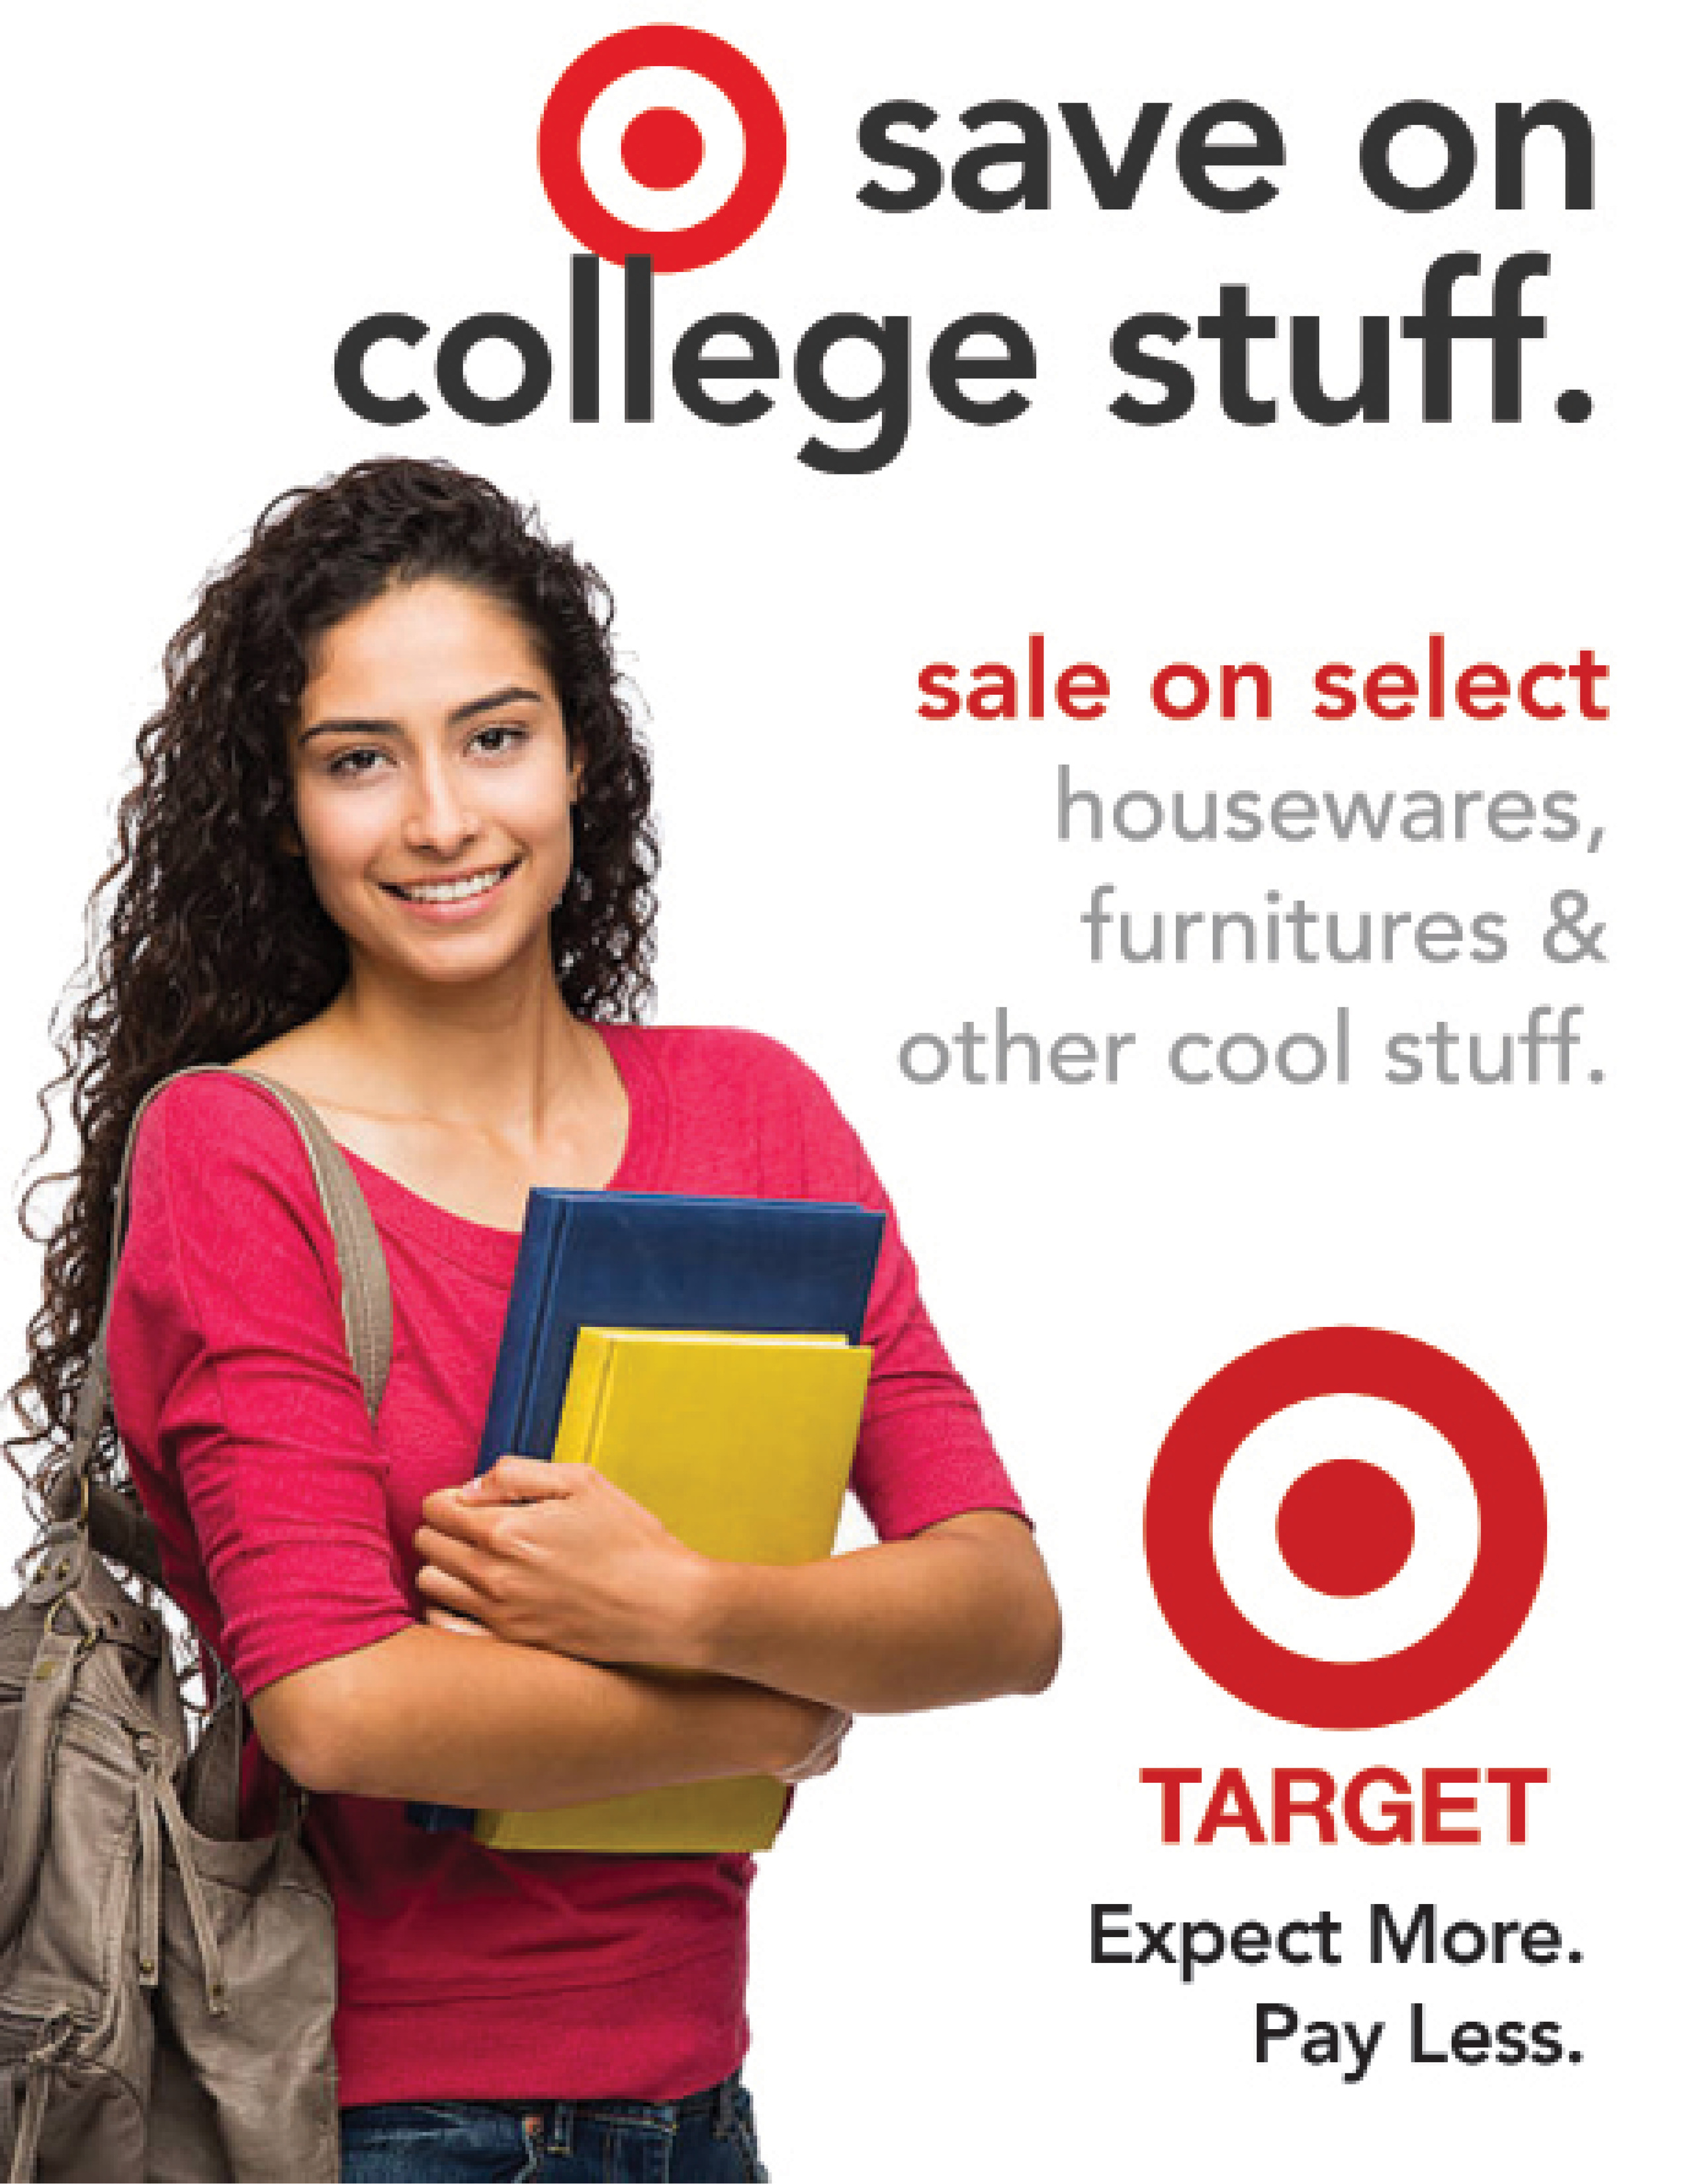 save on
college stuff.
sale on select
housewares,
furnitures &
other cool stuff.
TARGET
Expect More.
Pay Less.